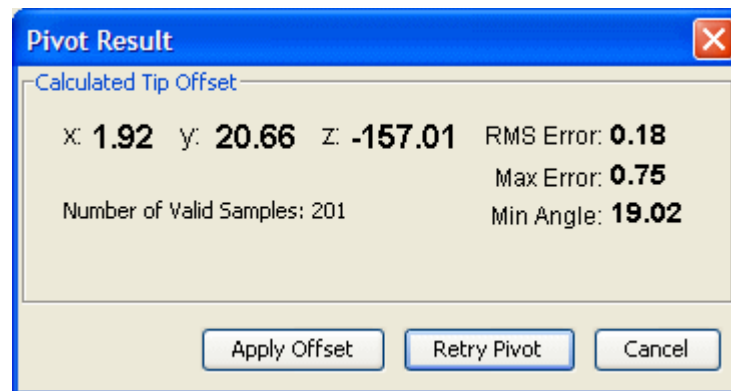 Pivot Result
Calculated Tip Offset
x: 1.92 y: 20.66 z: -157.01 RMS Error: 0.18
Max Error: 0.75
Number of Valid Samples: 201 Min Angle: 19.02
Apply Offset Retry Pivot Cancel